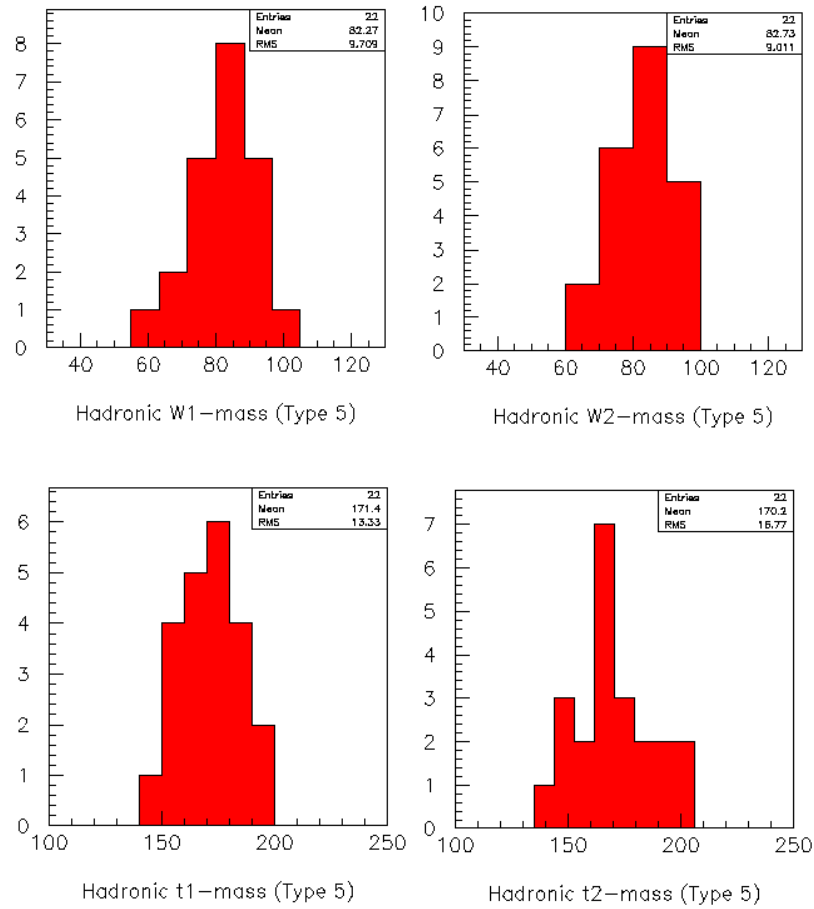 Entries 22
Mean 82.27
RMS 9.709
8
7
6
5
4
3
2
1
0
40 60 80 100 120
Hadronic W1-mass (Type 5)
Entries 22
Mean 82.73
RMS 9.011
10
9
8
7
6
5
4
3
2
1
0
40 60 80 100 120
Hadronic W2-mass (Type 5)
Entries 22
Mean 171.4
RMS 13.33
6
5
4
3
2
1
0
100 150 200 250
Hadronic t1-mass (Type 5)
Entries 22
Mean 170.2
RMS 16.77
7
6
5
4
3
2
1
0
100 150 200 250
Hadronic t2-mass (Type 5)